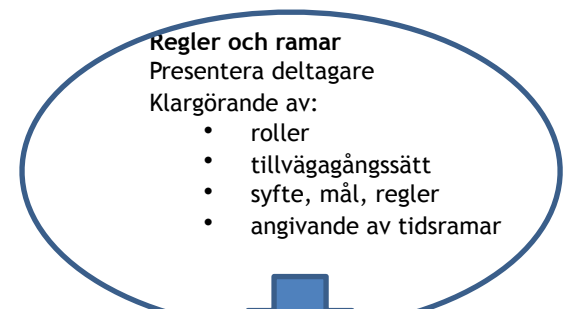 Regler och ramar
Presentera deltagare
Klargörande av:
• roller
• tillvägagångssätt
• syfte, mål, regler
• angivande av tidsramar